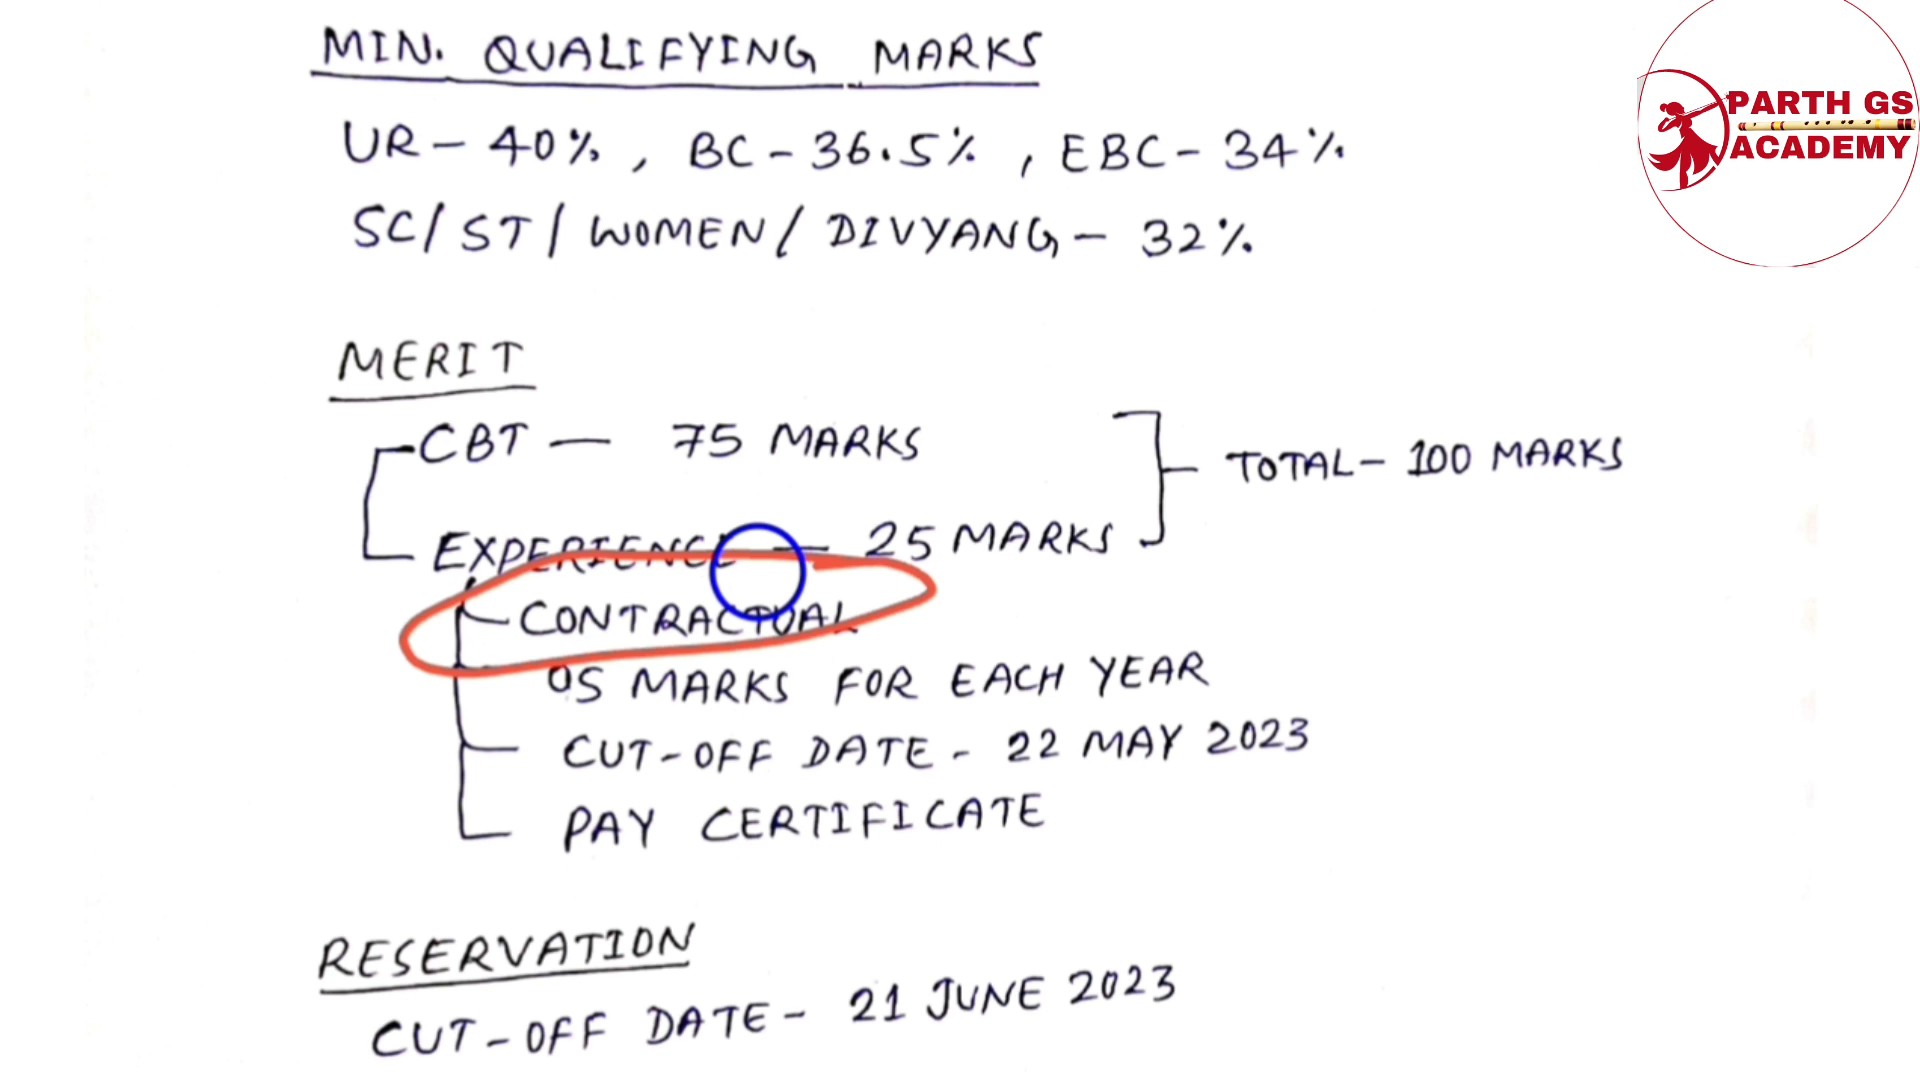 MIN. QUALIFYING MARKS
PARTH GS
ACADEMY
UR - 40%, BC - 36.5%, EBC - 34%
SC/ST/WOMEN/DIVYANG - 32%
MERIT
CBT — 75 MARKS
TOTAL - 100 MARKS
EXPERIENCE — 25 MARKS
CONTRACTUAL
05 MARKS FOR EACH YEAR
CUT-OFF DATE - 22 MAY 2023
PAY CERTIFICATE
RESERVATION
CUT-OFF DATE - 21 JUNE 2023